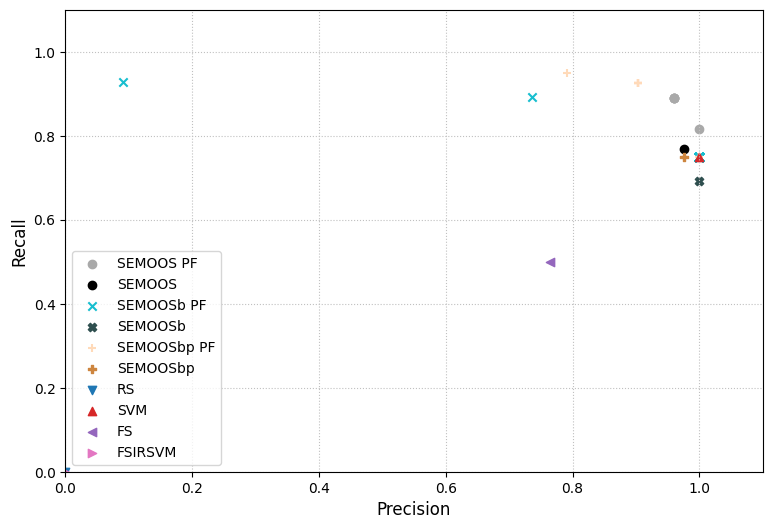 1.0
0.8
0.6
0.4
0.2
0.0
Recall
SEMOOS PF
SEMOOS
SEMOOSb PF
SEMOOSb
SEMOOSbp PF
SEMOOSbp
RS
SVM
FS
FSIRSVM
0.0 0.2 0.4 0.6 0.8 1.0
Precision